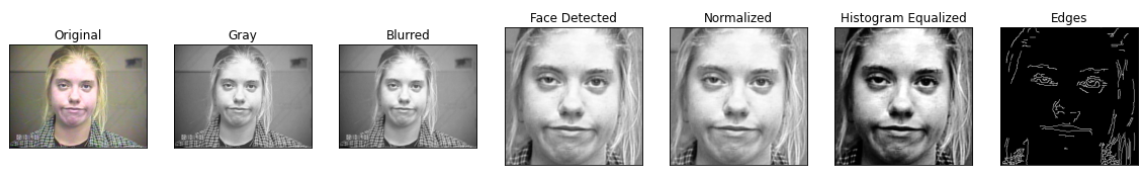 Original
Gray
Blurred
Face Detected
Normalized
Histogram Equalized
Edges